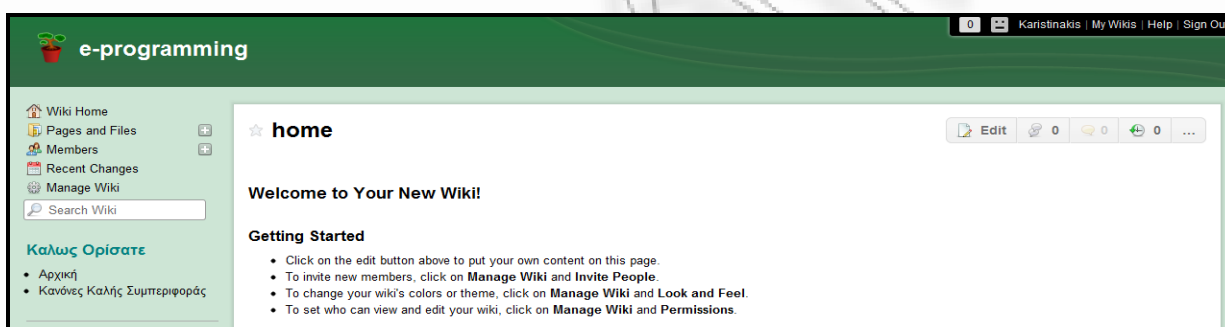 0 Karistinakis | My Wikis | Help | Sign Ou
e-programming
Wiki Home
Pages and Files
Members
Recent Changes
Manage Wiki
Search Wiki
Καλως Ορίσατε
• Αρχική
• Κανόνες Καλής Συμπεριφοράς
home
Edit 0 0 0 ...
Welcome to Your New Wiki!
Getting Started
• Click on the edit button above to put your own content on this page.
• To invite new members, click on Manage Wiki and Invite People.
• To change your wiki's colors or theme, click on Manage Wiki and Look and Feel.
• To set who can view and edit your wiki, click on Manage Wiki and Permissions.